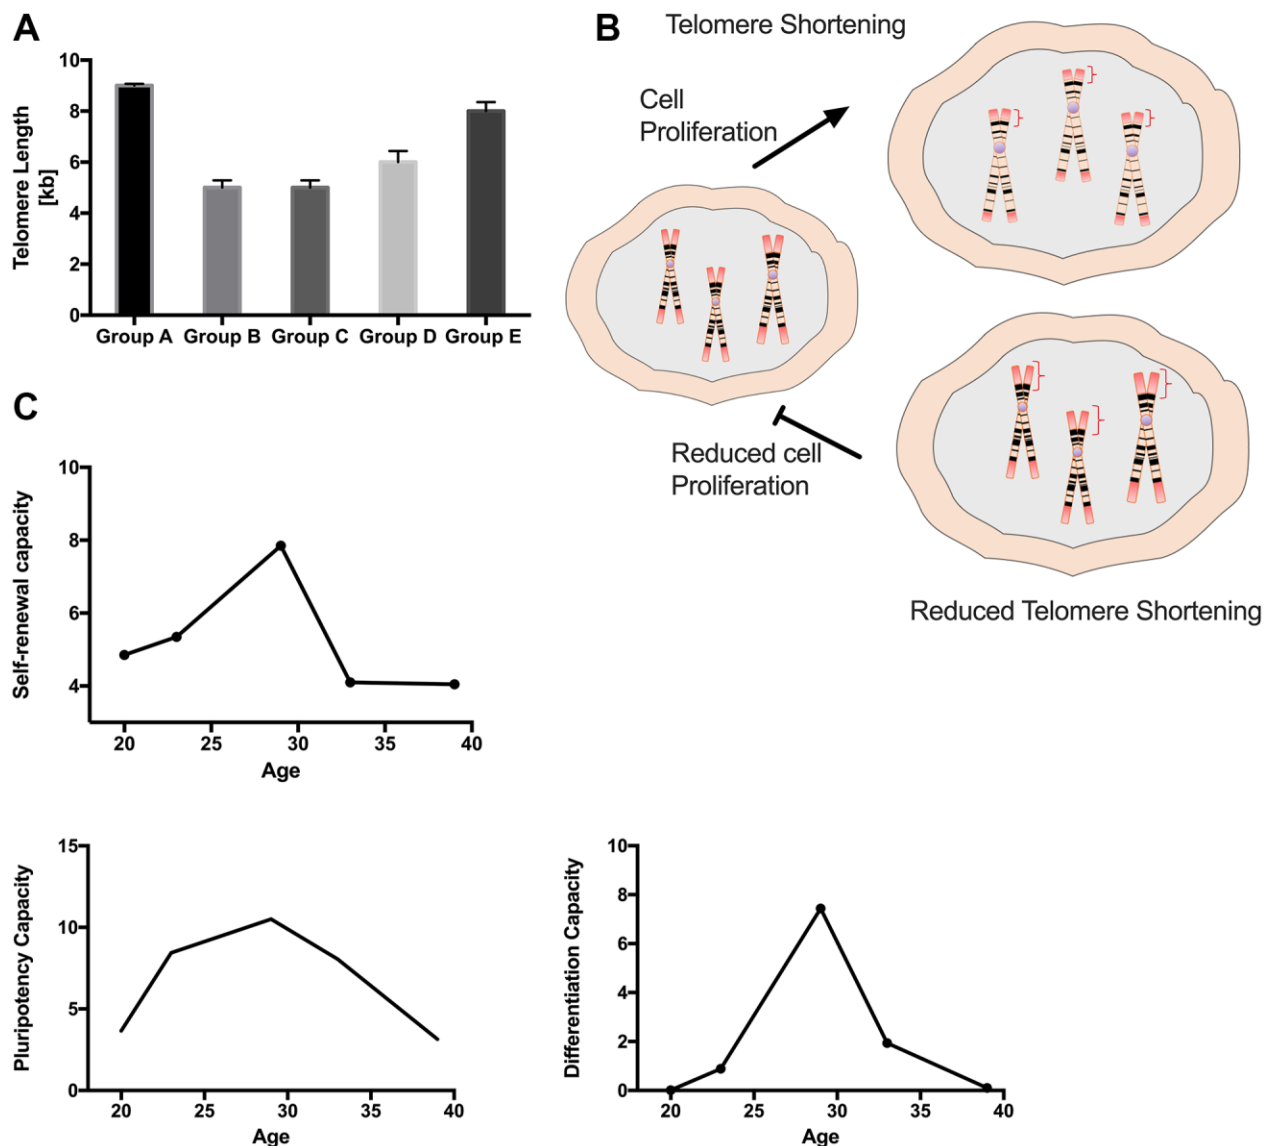 A
Telomere Length
[kb]
10
8
6
4
2
0
Group A Group B Group C Group D Group E
B
Telomere Shortening
Cell
Proliferation
Reduced cell
Proliferation
Reduced Telomere Shortening
C
Self-renewal capacity
10
8
6
4
20 25 30 35 40
Age
Pluripotency Capacity
15
10
5
0
20 25 30 35 40
Age
Differentiation Capacity
10
8
6
4
2
0
20 25 30 35 40
Age